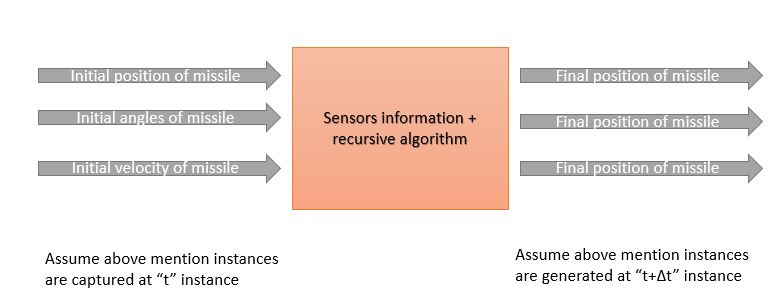 Initial position of missile
Initial angles of missile
Initial velocity of missile
Sensors information +
recursive algorithm
Final position of missile
Final position of missile
Final position of missile
Assume above mention instances
are captured at “t” instance
Assume above mention instances
are generated at “t+Δt” instance